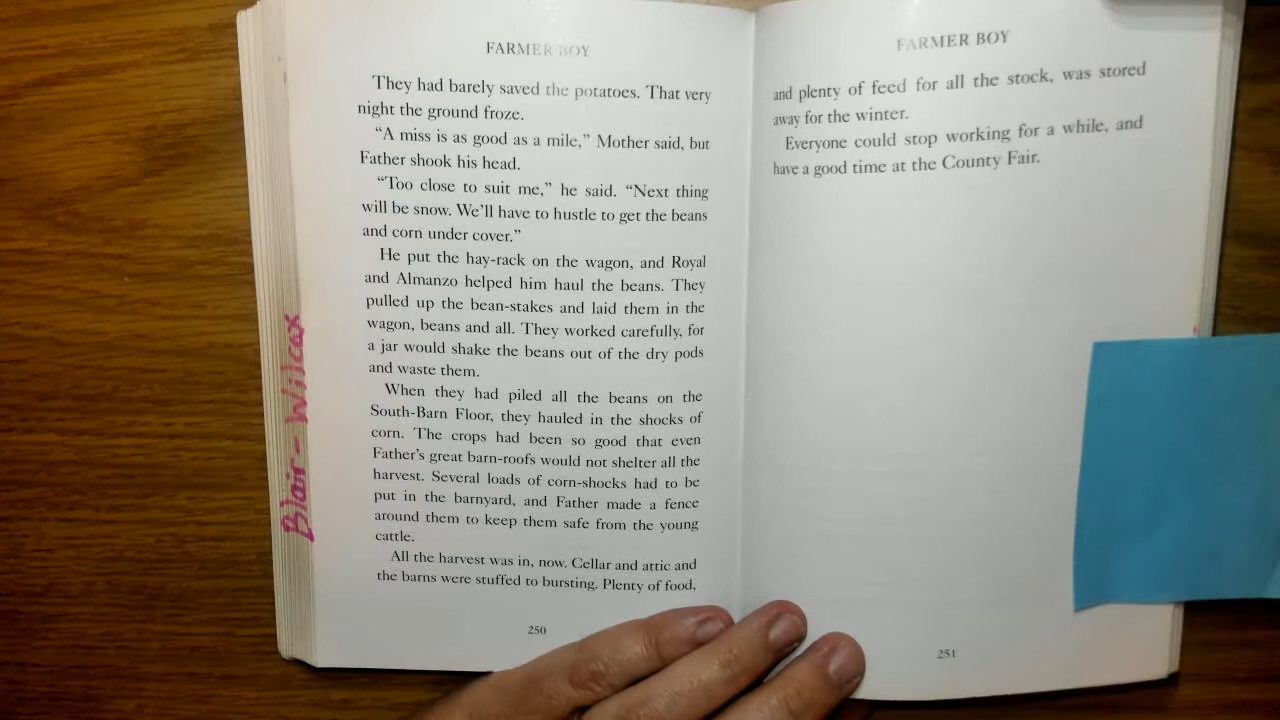 FARMER BOY
They had barely saved the potatoes. That very
night the ground froze.
“A miss is as good as a mile,” Mother said, but
Father shook his head.
“Too close to suit me,” he said. “Next thing
will be snow. We’ll have to hustle to get the beans
and corn under cover.”
He put the hay-rack on the wagon, and Royal
and Almanzo helped him haul the beans. They
pulled up the bean-stakes and laid them in the
wagon, beans and all. They worked carefully, for
a jar would shake the beans out of the dry pods
and waste them.
When they had piled all the beans on the
South-Barn Floor, they hauled in the shocks of
corn. The crops had been so good that even
Father’s great barn-roofs would not shelter all the
harvest. Several loads of corn-shocks had to be
put in the barnyard, and Father made a fence
around them to keep them safe from the young
cattle.
All the harvest was in, now. Cellar and attic and
the barns were stuffed to bursting. Plenty of food,
250
FARMER BOY
and plenty of feed for all the stock, was stored
away for the winter.
Everyone could stop working for a while, and
have a good time at the County Fair.
251
Blair-Wilcox